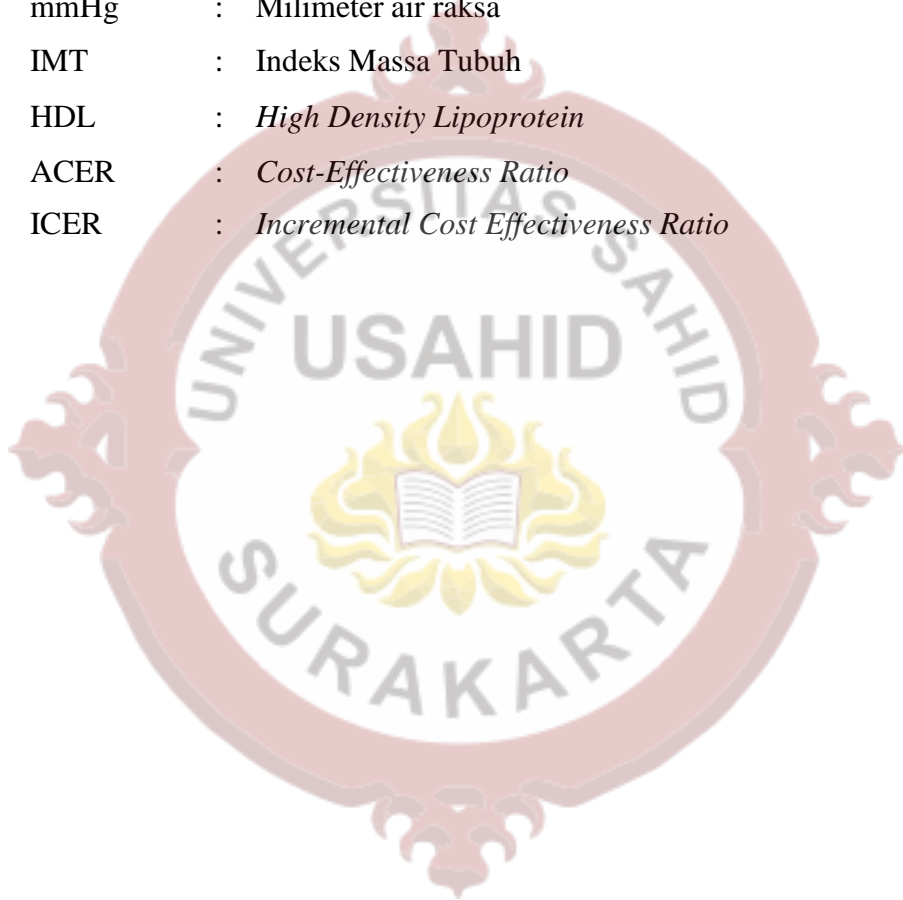 mmHg : Milimeter air raksa
IMT : Indeks Massa Tubuh
HDL : High Density Lipoprotein
ACER : Cost-Effectiveness Ratio
ICER : Incremental Cost Effectiveness Ratio
UNIVERSITAS SAHID
USAHID
SURAKARTA